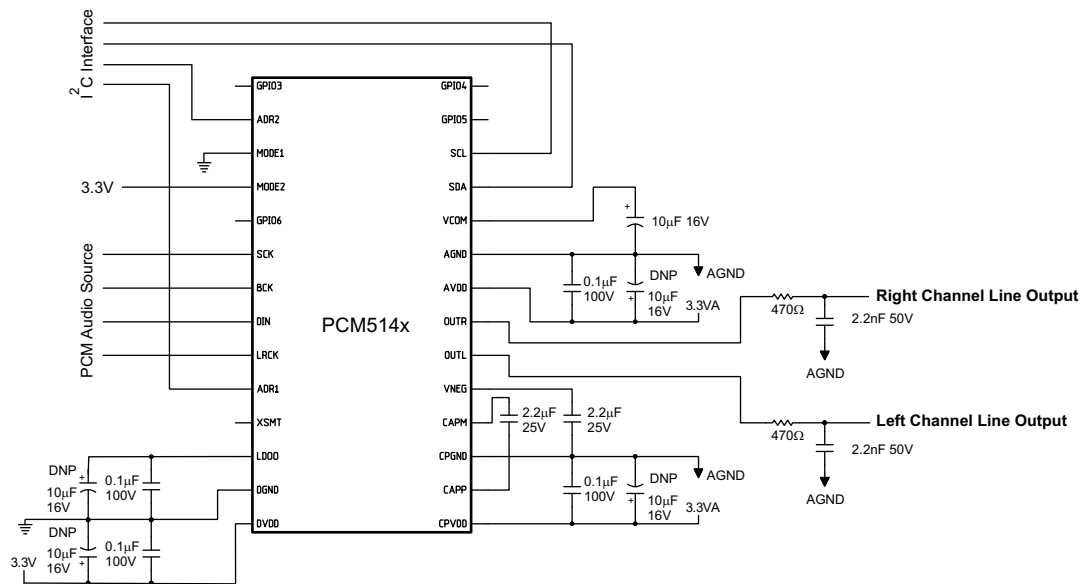 I2C Interface
3.3V
PCM Audio Source
GPIO3
ADR2
MODE1
MODE2
GPIO6
SCK
BCK
DIN
LRCK
ADR1
XSMT
LDOO
DGND
DVDD
PCM514x
GPIO4
GPIO5
SCL
SDA
VCOM
AGND
AVDD
OUTR
OUTL
VNEG
CAPM
CPGND
CAPP
CPVDD
+
10µF 16V
0.1µF
100V
DNP
10µF
+
16V
AGND
3.3VA
470Ω
Right Channel Line Output
2.2nF 50V
AGND
2.2µF
25V
2.2µF
25V
470Ω
Left Channel Line Output
2.2nF 50V
AGND
0.1µF
100V
DNP
10µF
+
16V
AGND
3.3VA
DNP
+
10µF
16V
0.1µF
100V
DNP
10µF
16V
+
0.1µF
100V
3.3V